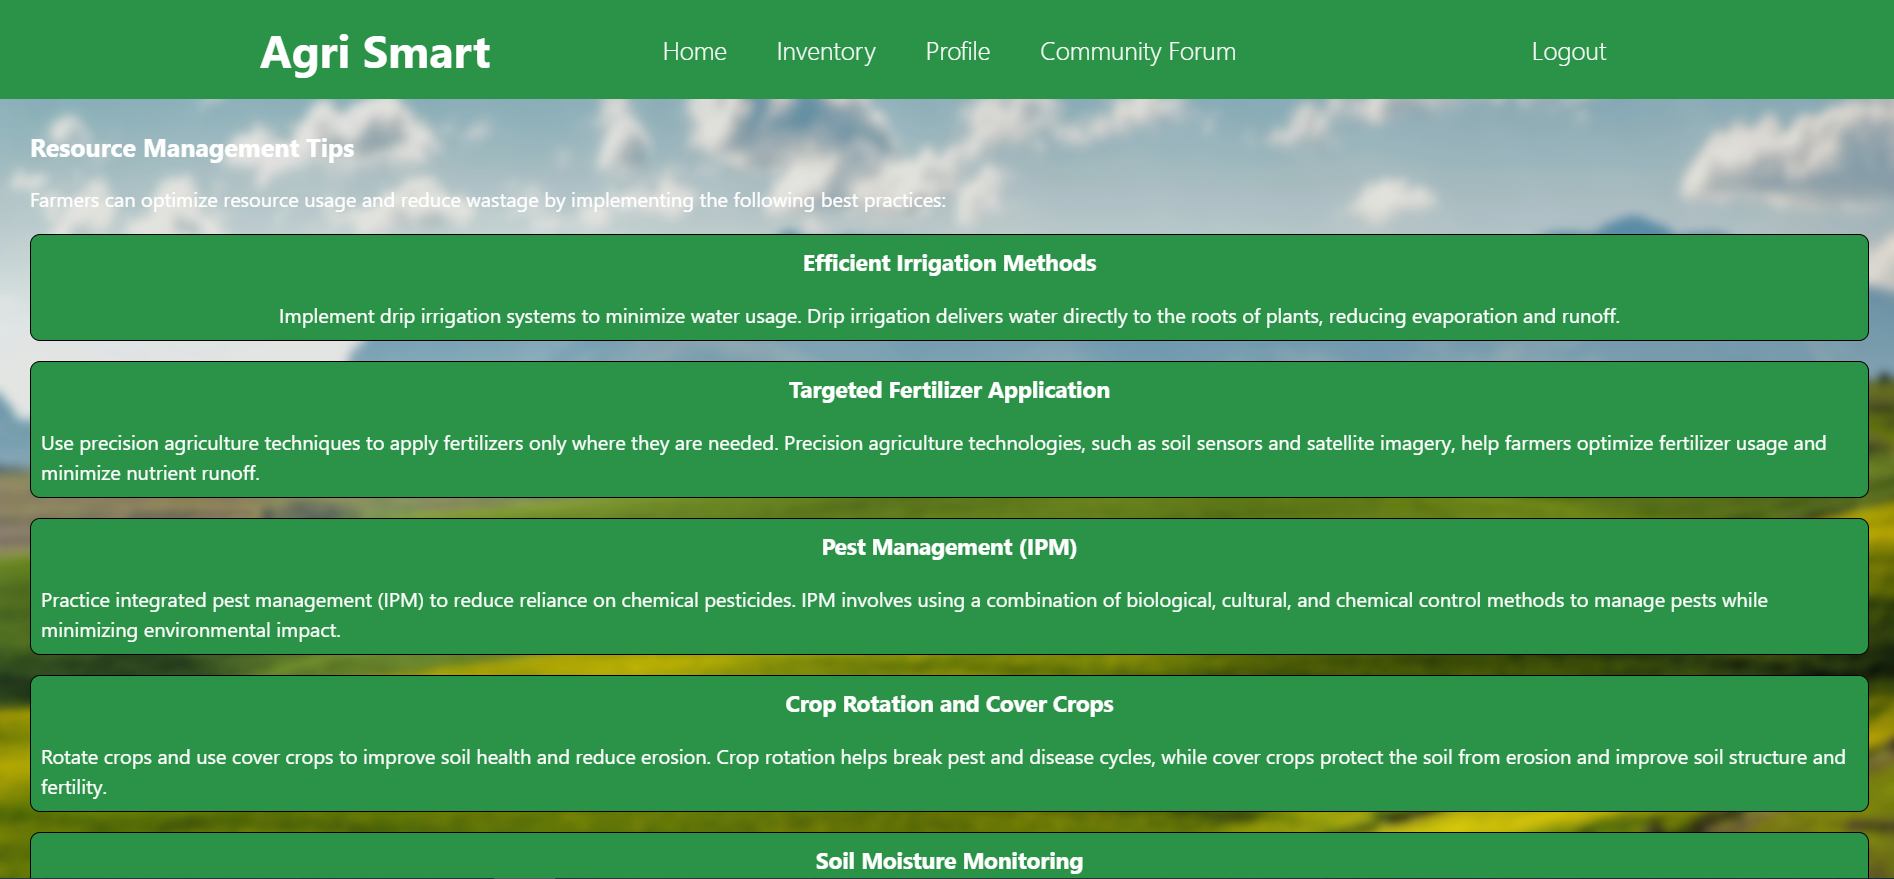 Agri Smart Home Inventory Profile Community Forum Logout
Resource Management Tips
Farmers can optimize resource usage and reduce wastage by implementing the following best practices:
Efficient Irrigation Methods
Implement drip irrigation systems to minimize water usage. Drip irrigation delivers water directly to the roots of plants, reducing evaporation and runoff.
Targeted Fertilizer Application
Use precision agriculture techniques to apply fertilizers only where they are needed. Precision agriculture technologies, such as soil sensors and satellite imagery, help farmers optimize fertilizer usage and
minimize nutrient runoff.
Pest Management (IPM)
Practice integrated pest management (IPM) to reduce reliance on chemical pesticides. IPM involves using a combination of biological, cultural, and chemical control methods to manage pests while
minimizing environmental impact.
Crop Rotation and Cover Crops
Rotate crops and use cover crops to improve soil health and reduce erosion. Crop rotation helps break pest and disease cycles, while cover crops protect the soil from erosion and improve soil structure and
fertility.
Soil Moisture Monitoring